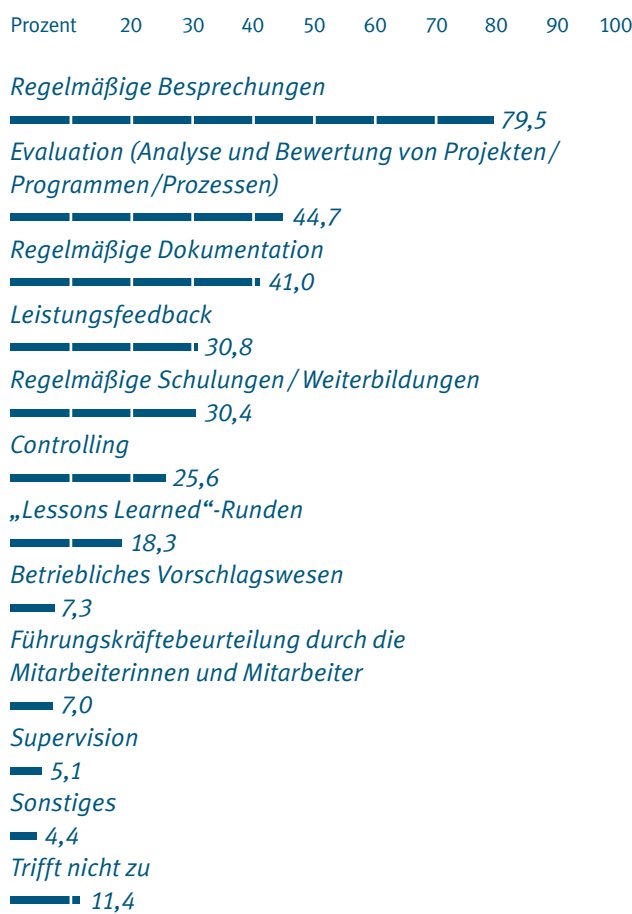 Prozent 20 30 40 50 60 70 80 90 100
Regelmäßige Besprechungen
79,5
Evaluation (Analyse und Bewertung von Projekten/
Programmen/Prozessen)
44,7
Regelmäßige Dokumentation
41,0
Leistungsfeedback
30,8
Regelmäßige Schulungen/Weiterbildungen
30,4
Controlling
25,6
„Lessons Learned“-Runden
18,3
Betriebliches Vorschlagswesen
7,3
Führungskräftebeurteilung durch die
Mitarbeiterinnen und Mitarbeiter
7,0
Supervision
5,1
Sonstiges
4,4
Trifft nicht zu
11,4